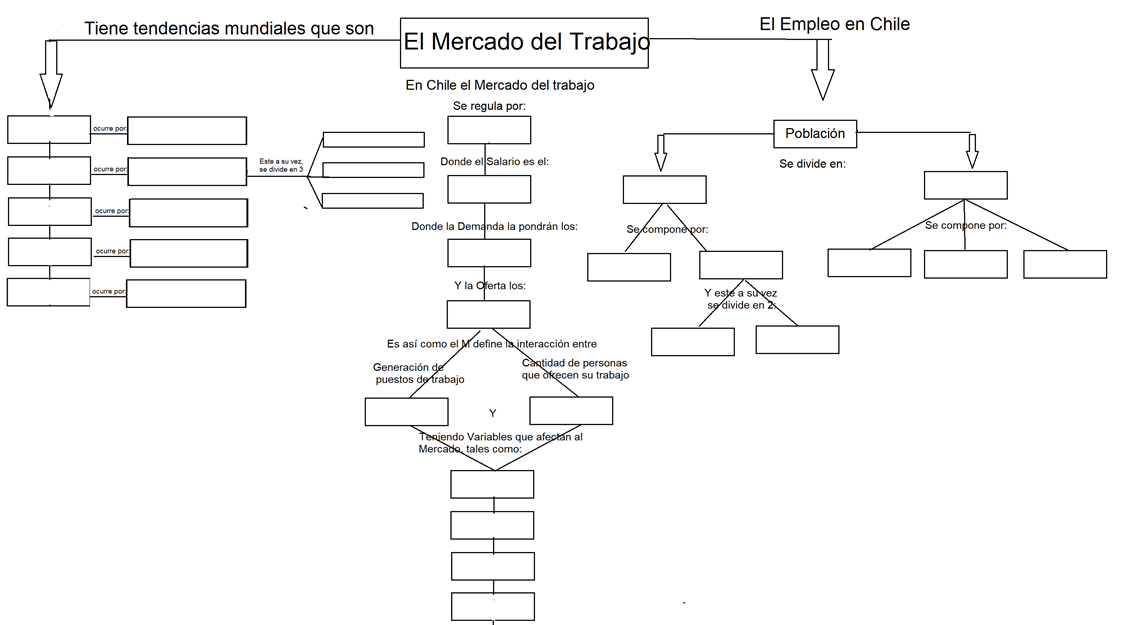 Tiene tendencias mundiales que son
El Mercado del Trabajo
El Empleo en Chile
En Chile el Mercado del trabajo
Se regula por:
ocurre por:
ocurre por:
ocurre por:
ocurre por:
ocurre por:
Este a su vez,
se divide en 3
Donde el Salario es el:
Donde la Demanda la pondrán los:
Y la Oferta los:
Es así como el M define la interacción entre
Generación de
puestos de trabajo
Cantidad de personas
que ofrecen su trabajo
Y
Teniendo Variables que afectan al
Mercado, tales como:
Población
Se divide en:
Se compone por:
Y este a su vez
se divide en 2:
Se compone por: